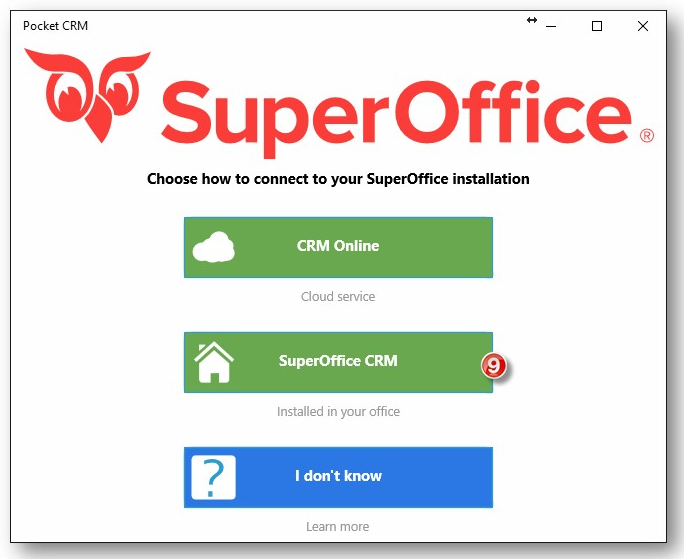 Pocket CRM
SuperOffice®
Choose how to connect to your SuperOffice installation
CRM Online
Cloud service
SuperOffice CRM
9
Installed in your office
?
I don't know
Learn more